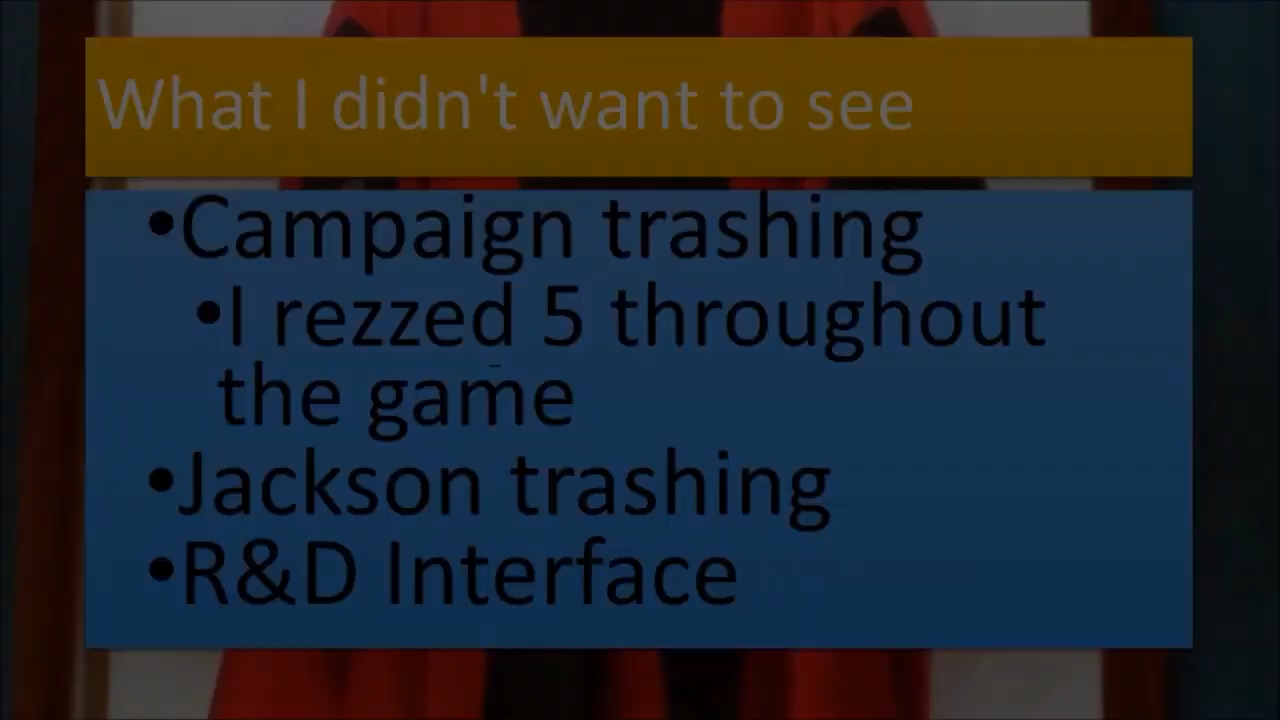 What I didn't want to see
•Campaign trashing
•I rezzed 5 throughout
the game
•Jackson trashing
•R&D Interface